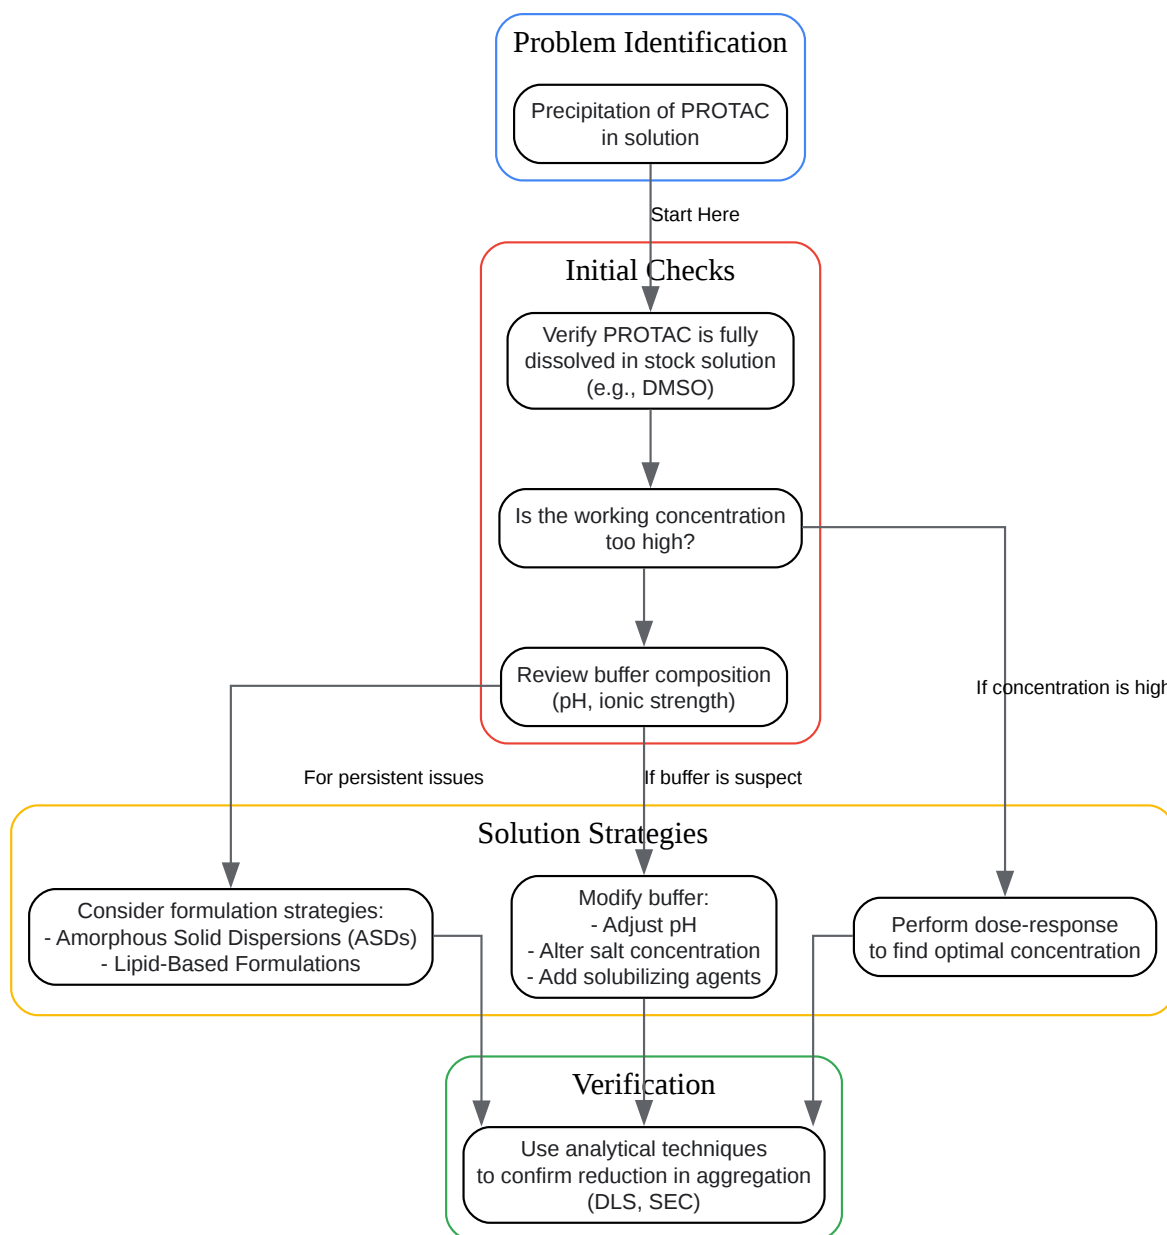 Problem Identification
Precipitation of PROTAC
in solution
Start Here
Initial Checks
Verify PROTAC is fully
dissolved in stock solution
(e.g., DMSO)
Is the working concentration
too high?
Review buffer composition
(pH, ionic strength)
If concentration is high
For persistent issues
If buffer is suspect
Solution Strategies
Consider formulation strategies:
- Amorphous Solid Dispersions (ASDs)
- Lipid-Based Formulations
Modify buffer:
- Adjust pH
- Alter salt concentration
- Add solubilizing agents
Perform dose-response
to find optimal concentration
Verification
Use analytical techniques
to confirm reduction in aggregation
(DLS, SEC)